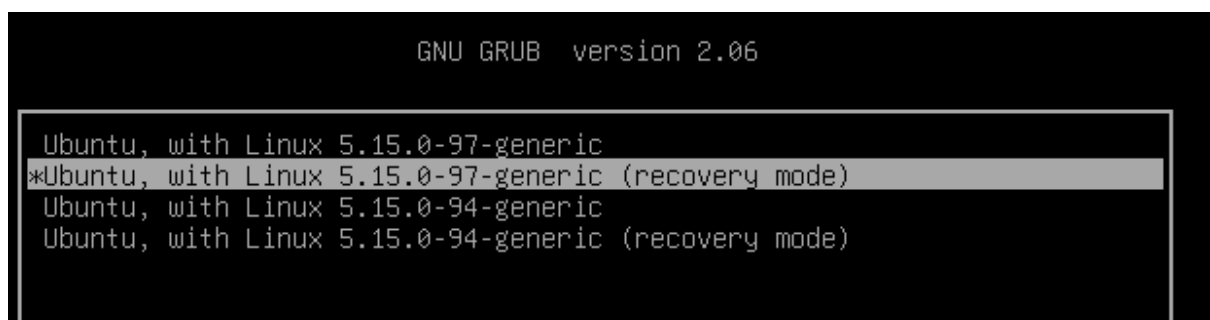 GNU GRUB  version 2.06
Ubuntu, with Linux 5.15.0-97-generic
*Ubuntu, with Linux 5.15.0-97-generic (recovery mode)
Ubuntu, with Linux 5.15.0-94-generic
Ubuntu, with Linux 5.15.0-94-generic (recovery mode)